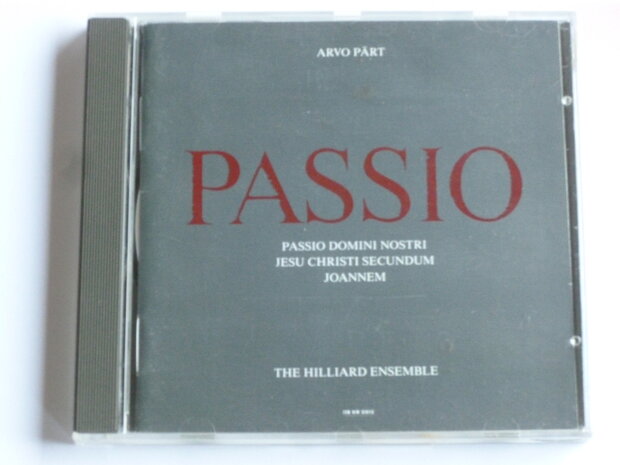 ARVO PÄRT
PASSIO
PASSIO DOMINI NOSTRI
JESU CHRISTI SECUNDUM
JOANNEM
THE HILLIARD ENSEMBLE